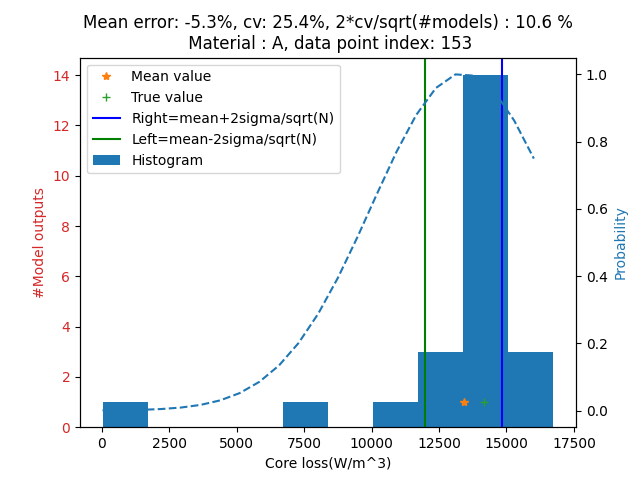 Mean error: -5.3%, cv: 25.4%, 2*cv/sqrt(#models) : 10.6 %
Material : A, data point index: 153
Mean value
True value
Right=mean+2sigma/sqrt(N)
Left=mean-2sigma/sqrt(N)
Histogram
14
12
10
8
6
4
2
0
#Model outputs
1.0
0.8
0.6
0.4
0.2
0.0
Probability
0 2500 5000 7500 10000 12500 15000 17500
Core loss(W/m^3)